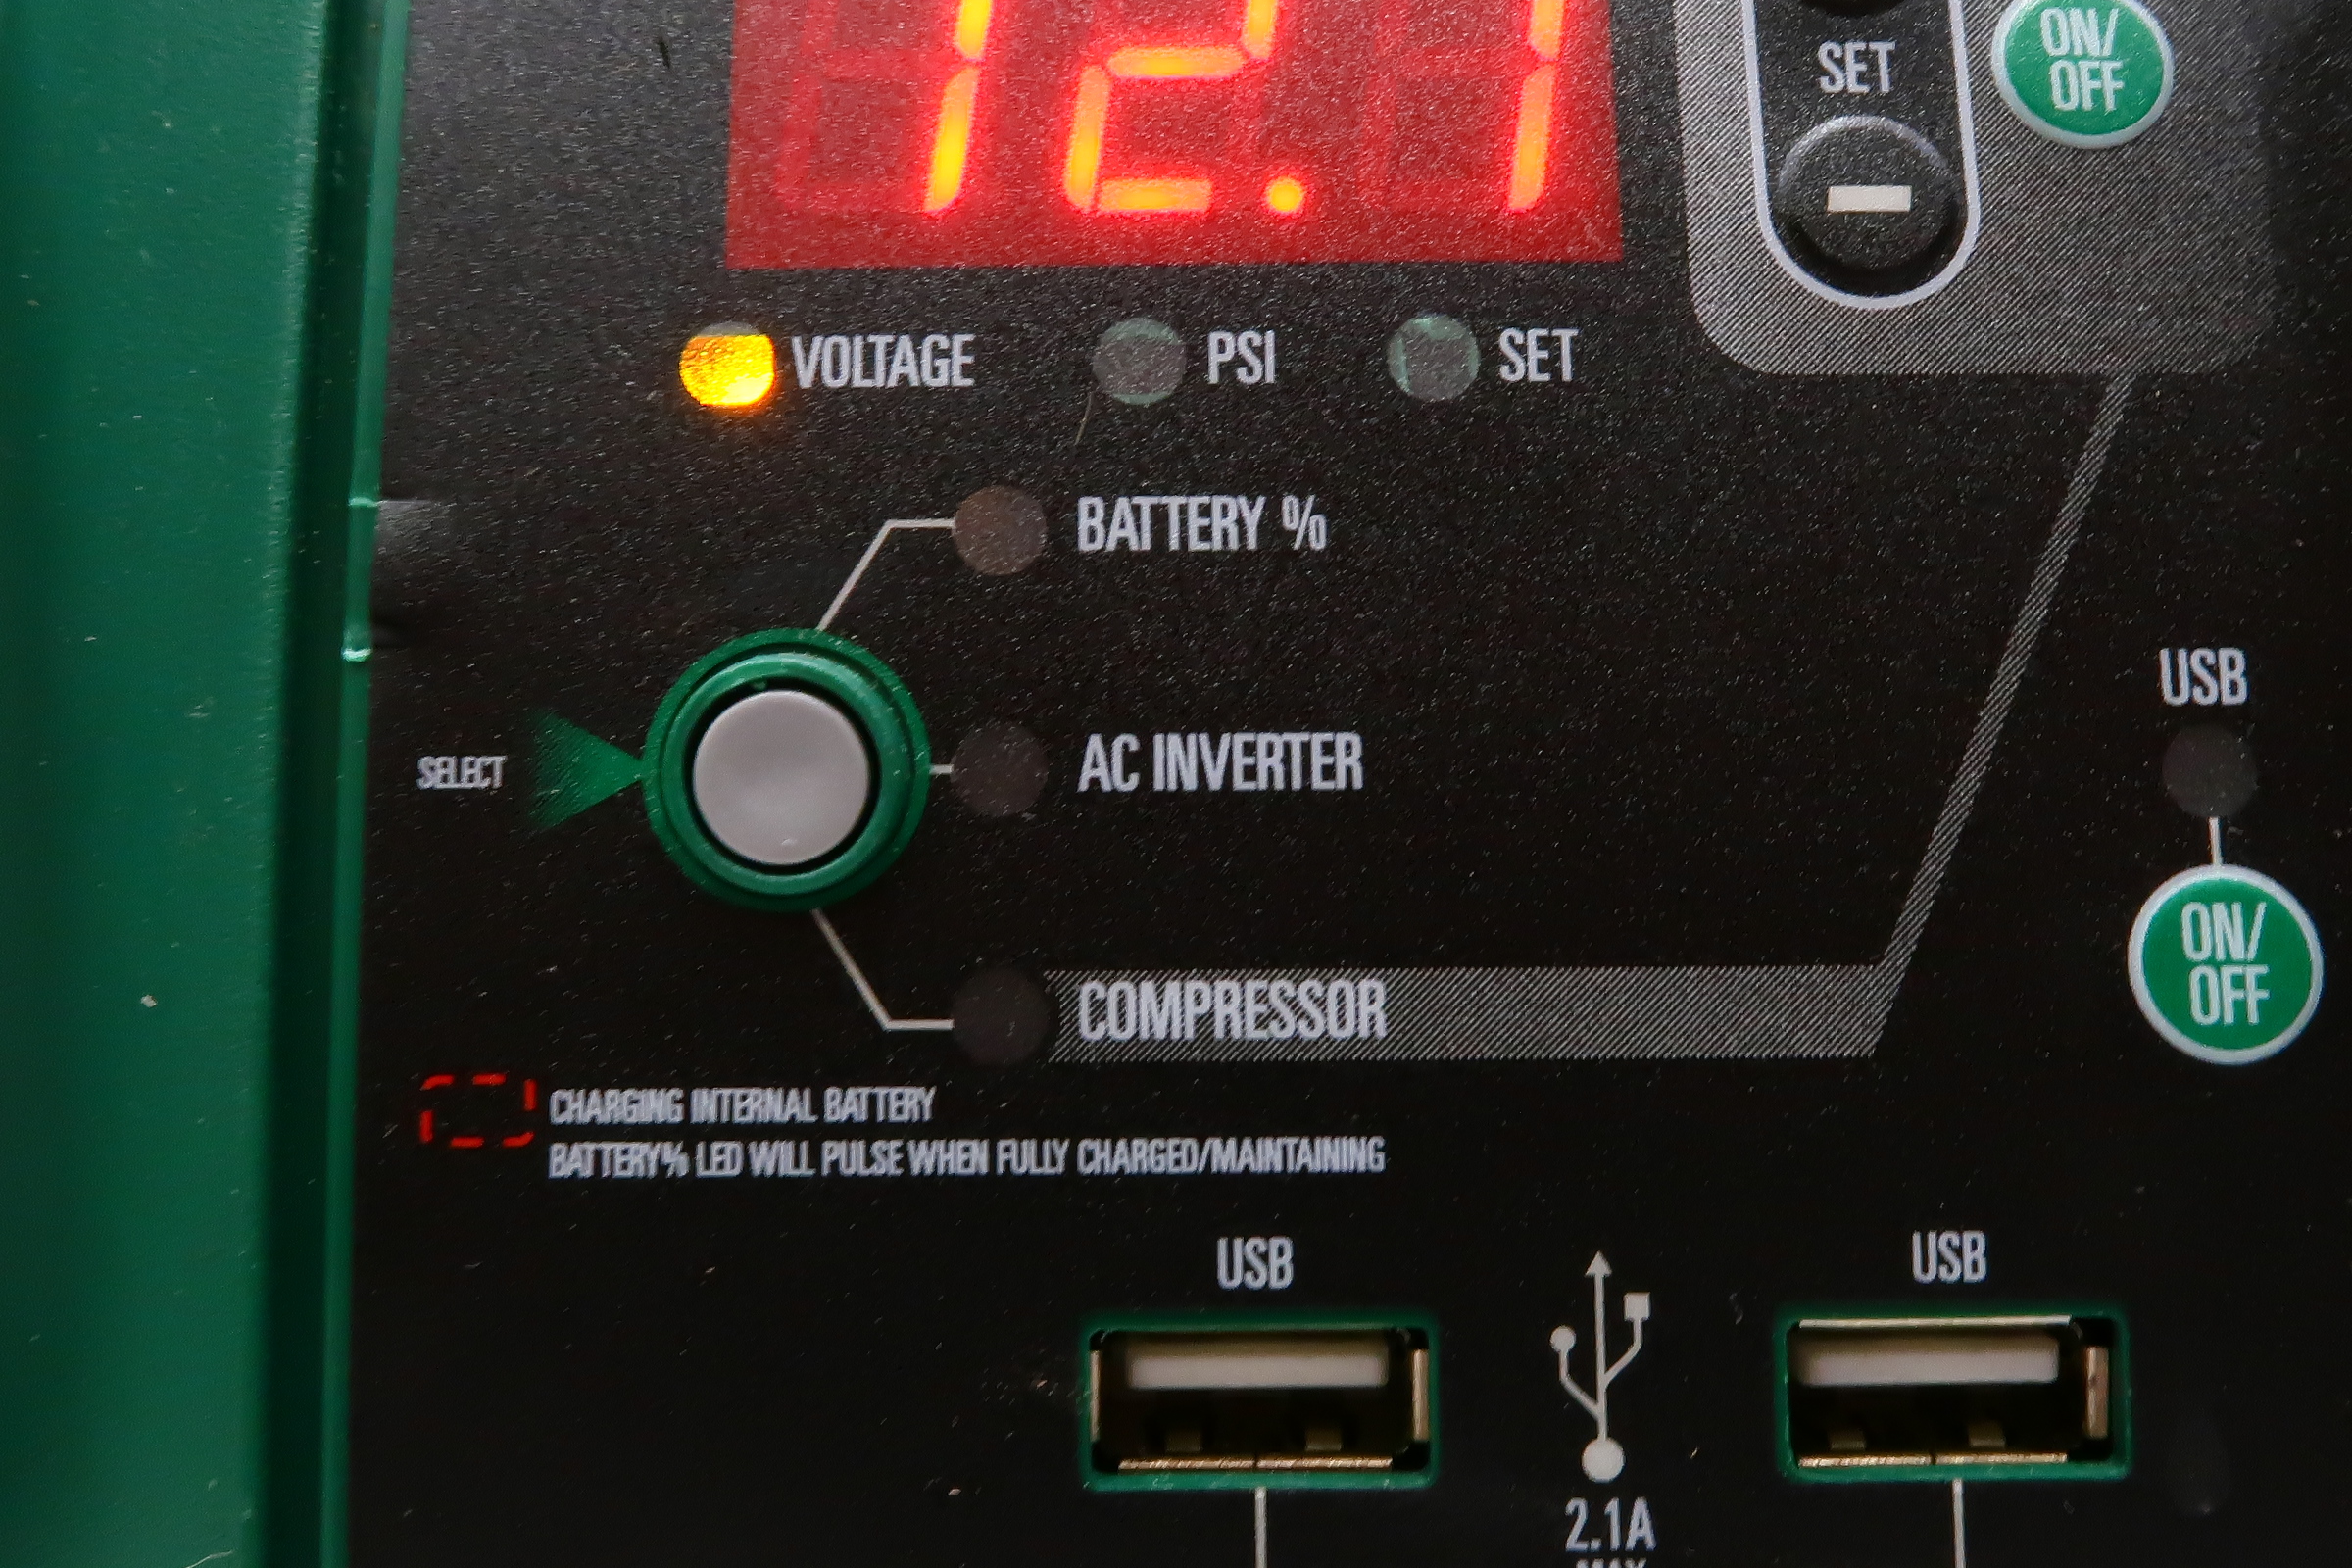 12.1
SET
ON/
OFF
VOLTAGE
PSI
SET
BATTERY %
USB
SELECT
AC INVERTER
ON/
OFF
COMPRESSOR
CHARGING INTERNAL BATTERY
BATTERY% LED WILL PULSE WHEN FULLY CHARGED/MAINTAINING
USB
USB
2.1A
MAX